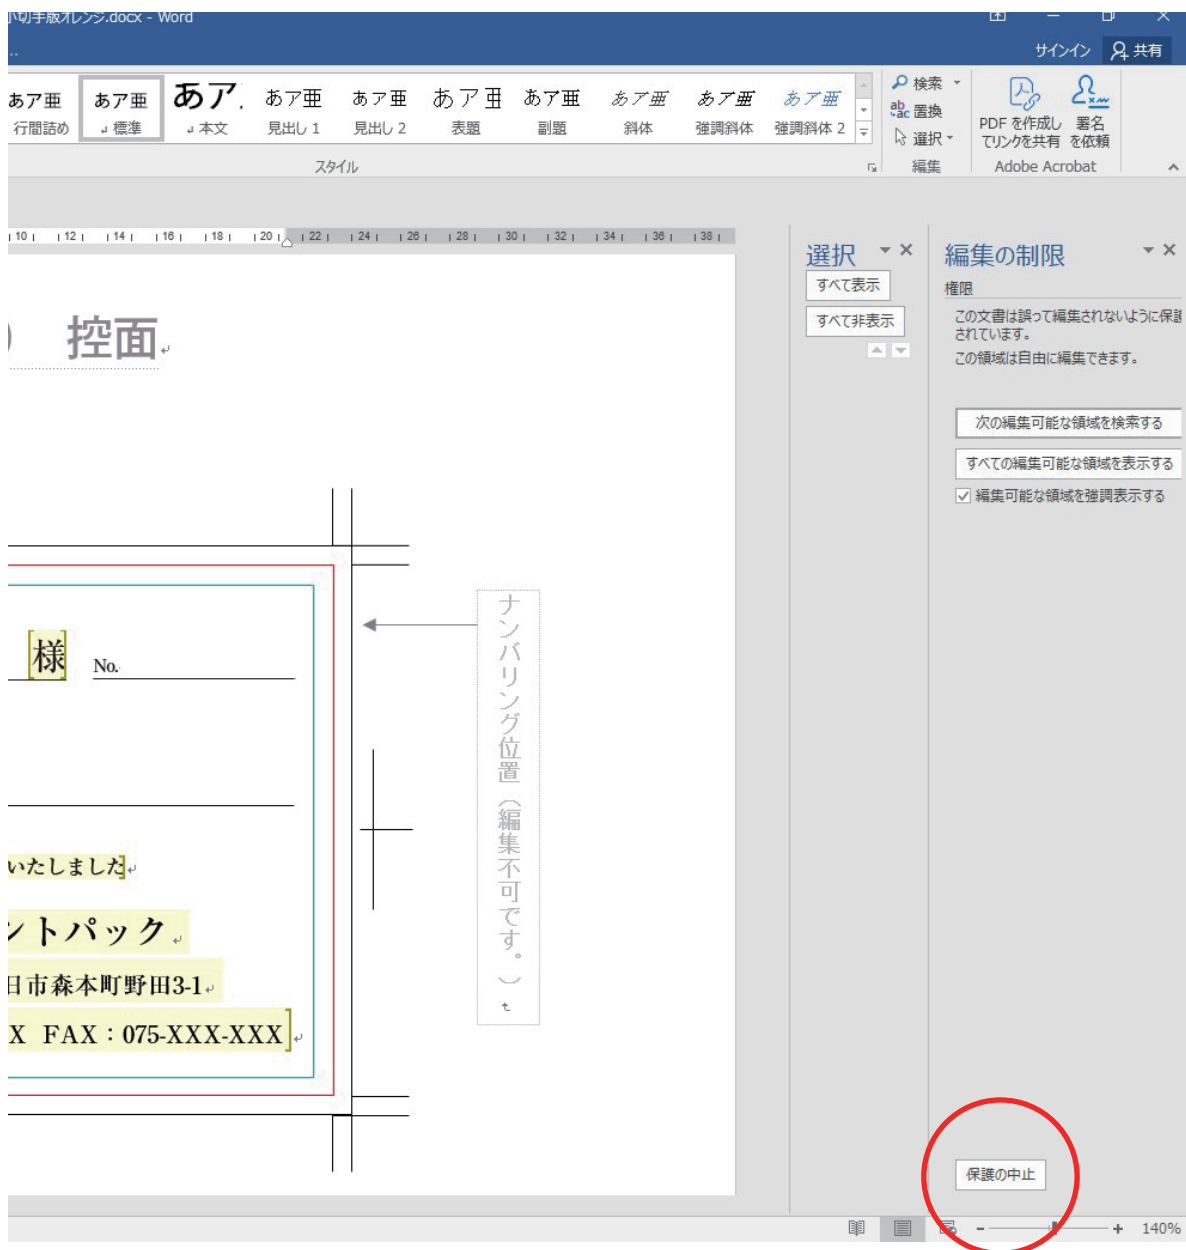 小切手版オレンジ.docx - Word
サインイン 共有
あア亜 あア亜 あア. あア亜 あア亜 あア亜 あア亜 あア亜 あア亜 あア亜
行間詰め ↲ 標準 ↲ 本文 見出し 1 見出し 2 表題 副題 斜体 強調斜体 強調斜体 2
検索
置換
選択
PDF を作成し
てリンクを共有
署名
を依頼
スタイル 編集 Adobe Acrobat
10 12 14 16 18 20 22 24 26 28 30 32 34 36 38
控面
様 No.
いたしました
ントパック
日市森本町野田3-1
X FAX：075-XXX-XXX
ナンバリング位置（編集不可です。）
選択
すべて表示
すべて非表示
編集の制限
権限
この文書は誤って編集されないように保護
されています。
この領域は自由に編集できます。
次の編集可能な領域を検索する
すべての編集可能な領域を表示する
編集可能な領域を強調表示する
保護の中止
140%